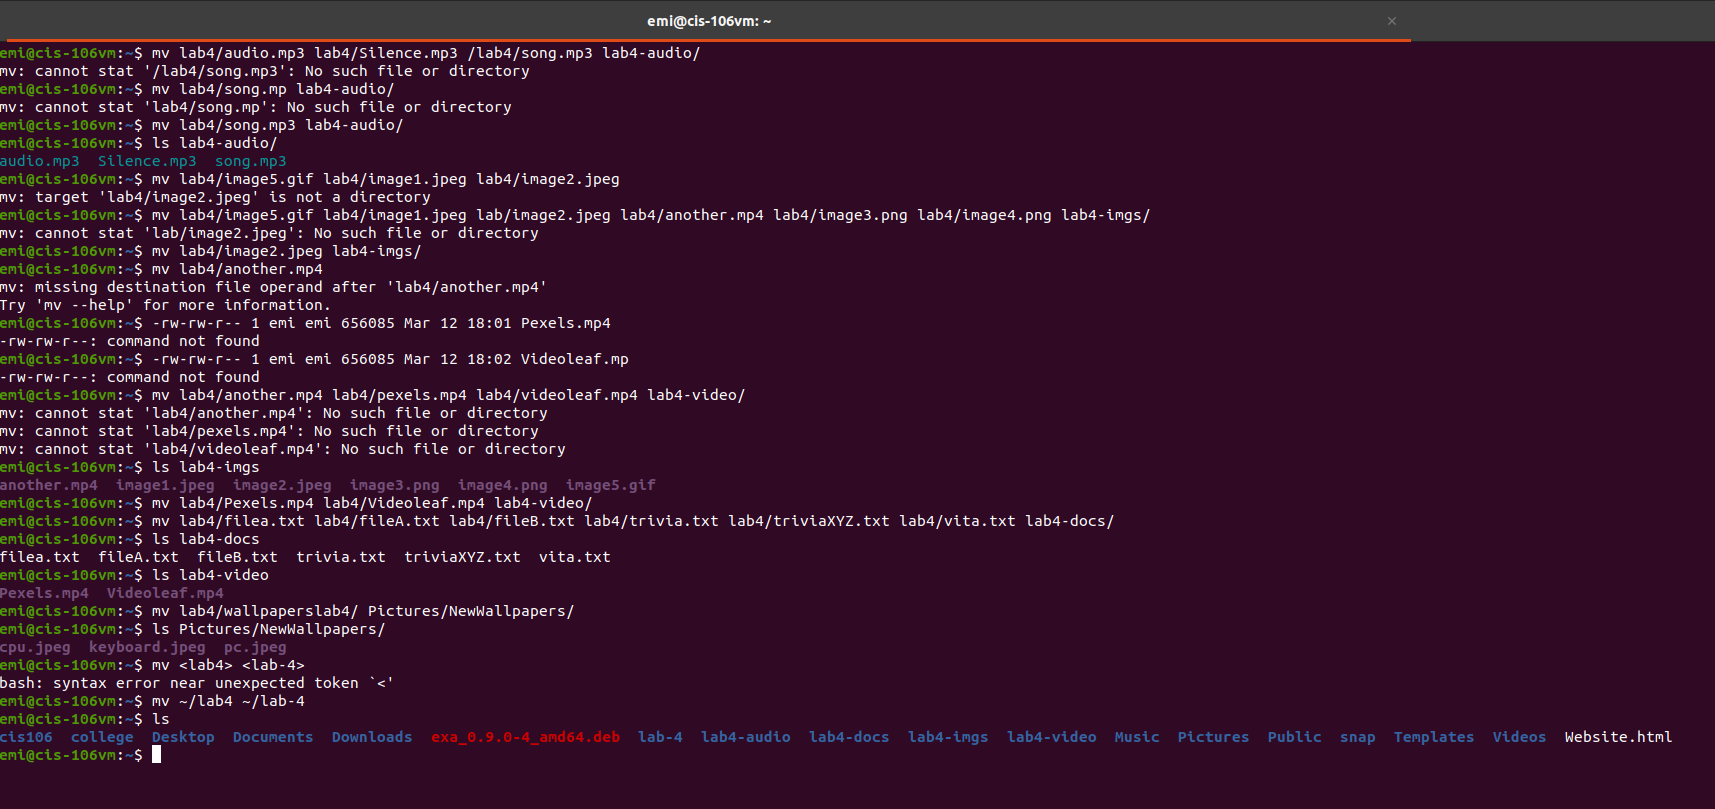 emi@cis-106vm: ~
×
emi@cis-106vm:~$ mv lab4/audio.mp3 lab4/Silence.mp3 /lab4/song.mp3 lab4-audio/
mv: cannot stat '/lab4/song.mp3': No such file or directory
emi@cis-106vm:~$ mv lab4/song.mp lab4-audio/
mv: cannot stat 'lab4/song.mp': No such file or directory
emi@cis-106vm:~$ mv lab4/song.mp3 lab4-audio/
emi@cis-106vm:~$ ls lab4-audio/
audio.mp3  Silence.mp3  song.mp3
emi@cis-106vm:~$ mv lab4/image5.gif lab4/image1.jpeg lab4/image2.jpeg
mv: target 'lab4/image2.jpeg' is not a directory
emi@cis-106vm:~$ mv lab4/image5.gif lab4/image1.jpeg lab/image2.jpeg lab4/another.mp4 lab4/image3.png lab4/image4.png lab4-imgs/
mv: cannot stat 'lab/image2.jpeg': No such file or directory
emi@cis-106vm:~$ mv lab4/image2.jpeg lab4-imgs/
emi@cis-106vm:~$ mv lab4/another.mp4
mv: missing destination file operand after 'lab4/another.mp4'
Try 'mv --help' for more information.
emi@cis-106vm:~$ -rw-rw-r-- 1 emi emi 656085 Mar 12 18:01 Pexels.mp4
-rw-rw-r--: command not found
emi@cis-106vm:~$ -rw-rw-r-- 1 emi emi 656085 Mar 12 18:02 Videoleaf.mp
-rw-rw-r--: command not found
emi@cis-106vm:~$ mv lab4/another.mp4 lab4/pexels.mp4 lab4/videoleaf.mp4 lab4-video/
mv: cannot stat 'lab4/another.mp4': No such file or directory
mv: cannot stat 'lab4/pexels.mp4': No such file or directory
mv: cannot stat 'lab4/videoleaf.mp4': No such file or directory
emi@cis-106vm:~$ ls lab4-imgs
another.mp4  image1.jpeg  image2.jpeg  image3.png  image4.png  image5.gif
emi@cis-106vm:~$ mv lab4/Pexels.mp4 lab4/Videoleaf.mp4 lab4-video/
emi@cis-106vm:~$ mv lab4/filea.txt lab4/fileA.txt lab4/fileB.txt lab4/trivia.txt lab4/triviaXYZ.txt lab4/vita.txt lab4-docs/
emi@cis-106vm:~$ ls lab4-docs
filea.txt  fileA.txt  fileB.txt  trivia.txt  triviaXYZ.txt  vita.txt
emi@cis-106vm:~$ ls lab4-video
Pexels.mp4  Videoleaf.mp4
emi@cis-106vm:~$ mv lab4/wallpaperslab4/ Pictures/NewWallpapers/
emi@cis-106vm:~$ ls Pictures/NewWallpapers/
cpu.jpeg  keyboard.jpeg  pc.jpeg
emi@cis-106vm:~$ mv <lab4> <lab-4>
bash: syntax error near unexpected token `<'
emi@cis-106vm:~$ mv ~/lab4 ~/lab-4
emi@cis-106vm:~$ ls
cis106  college  Desktop  Documents  Downloads  exa_0.9.0-4_amd64.deb  lab-4  lab4-audio  lab4-docs  lab4-imgs  lab4-video  Music  Pictures  Public  snap  Templates  Videos  Website.html
emi@cis-106vm:~$